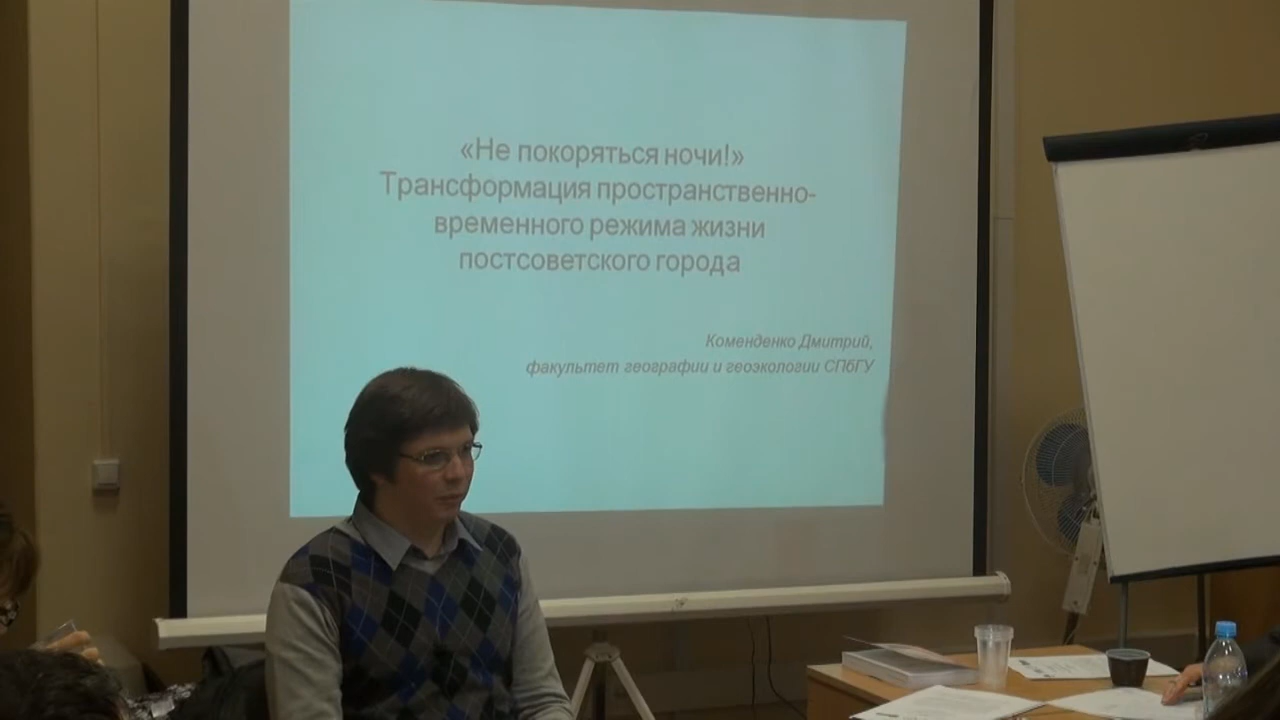 «Не покоряться ночи!»
Трансформация пространственно-
временного режима жизни
постсоветского города
Коменденко Дмитрий,
факультет географии и геоэкологии СПбГУ